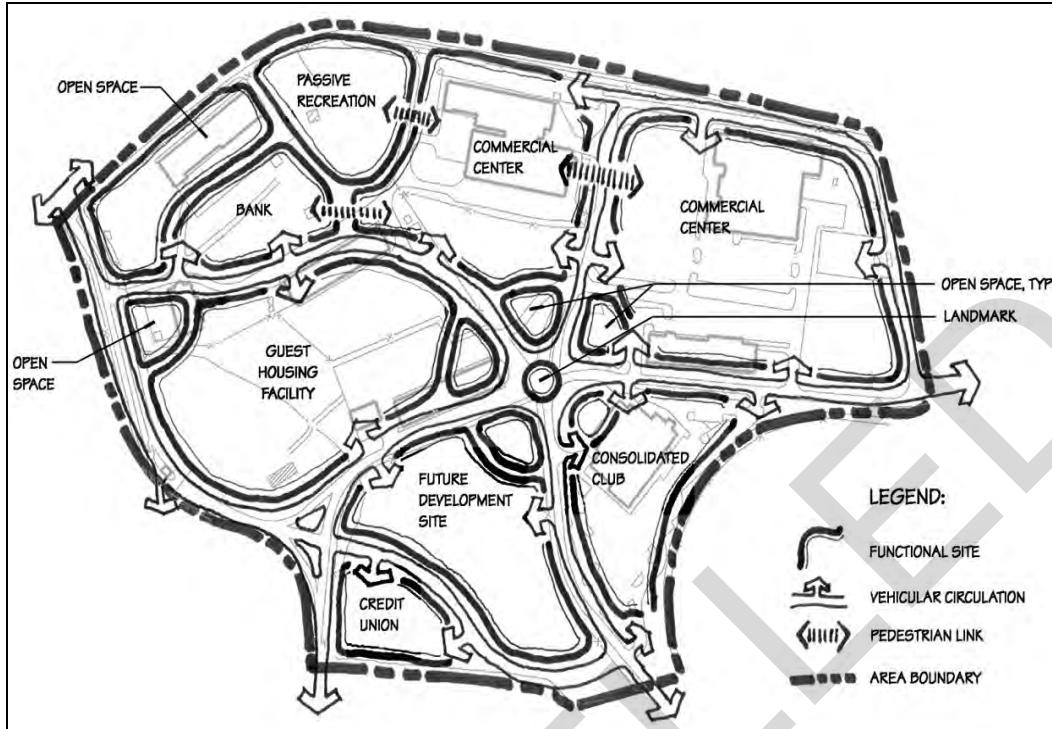 OPEN SPACE
PASSIVE
RECREATION
COMMERCIAL
CENTER
BANK
COMMERCIAL
CENTER
OPEN SPACE, TYP
LANDMARK
OPEN
SPACE
GUEST
HOUSING
FACILITY
FUTURE
DEVELOPMENT
SITE
CONSOLIDATED
CLUB
CREDIT
UNION
LEGEND:
FUNCTIONAL SITE
VEHICULAR CIRCULATION
PEDESTRIAN LINK
AREA BOUNDARY